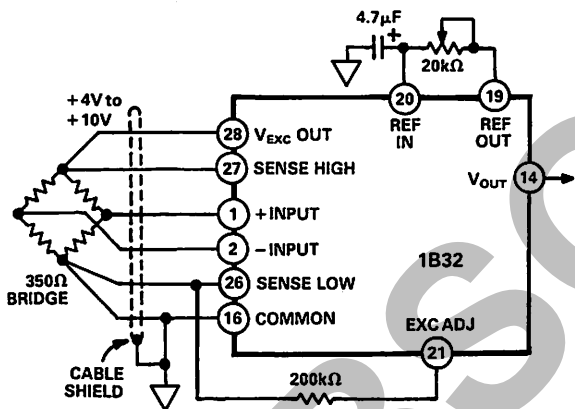 4.7µF
+
20kΩ
20
REF
IN
19
REF
OUT
+4V to
+10V
28 VEXC OUT
27 SENSE HIGH
1 +INPUT
2 –INPUT
26 SENSE LOW
16 COMMON
VOUT 14
1B32
EXC ADJ
21
350Ω
BRIDGE
CABLE
SHIELD
200kΩ